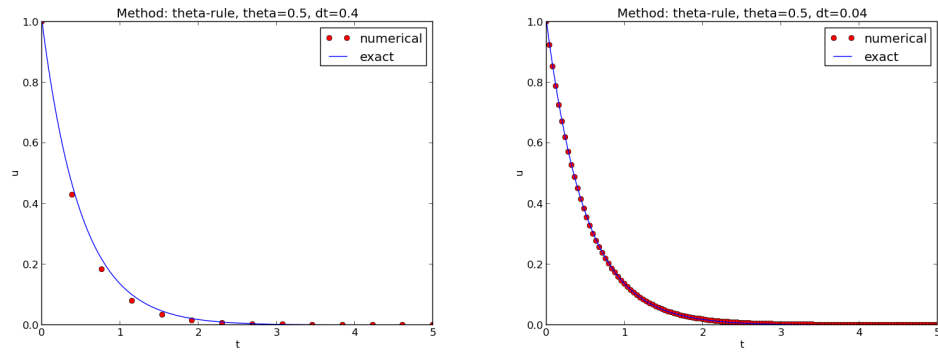 Method: theta-rule, theta=0.5, dt=0.4
1.0
numerical
exact
0.8
0.6
u
0.4
0.2
0.0
0 1 2 3 4 5
t
Method: theta-rule, theta=0.5, dt=0.04
1.0
numerical
exact
0.8
0.6
u
0.4
0.2
0.0
0 1 2 3 4 5
t